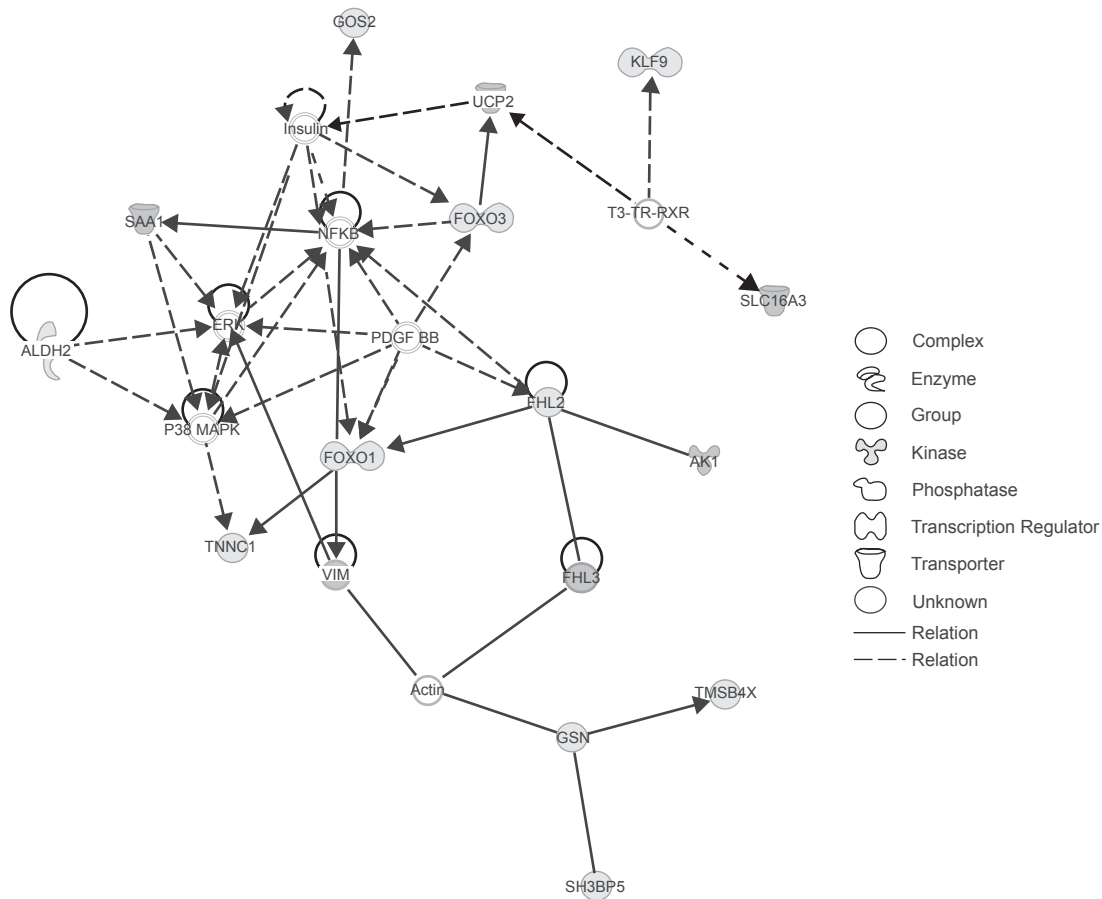 GOS2
KLF9
UCP2
Insulin
SAA1
NFKB
FOXO3
T3-TR-RXR
SLC16A3
ERK
PDGF BB
ALDH2
FHL2
P38 MAPK
FOXO1
AK1
TNNC1
VIM
FHL3
Actin
TMSB4X
GSN
SH3BP5
Complex
Enzyme
Group
Kinase
Phosphatase
Transcription Regulator
Transporter
Unknown
Relation
Relation